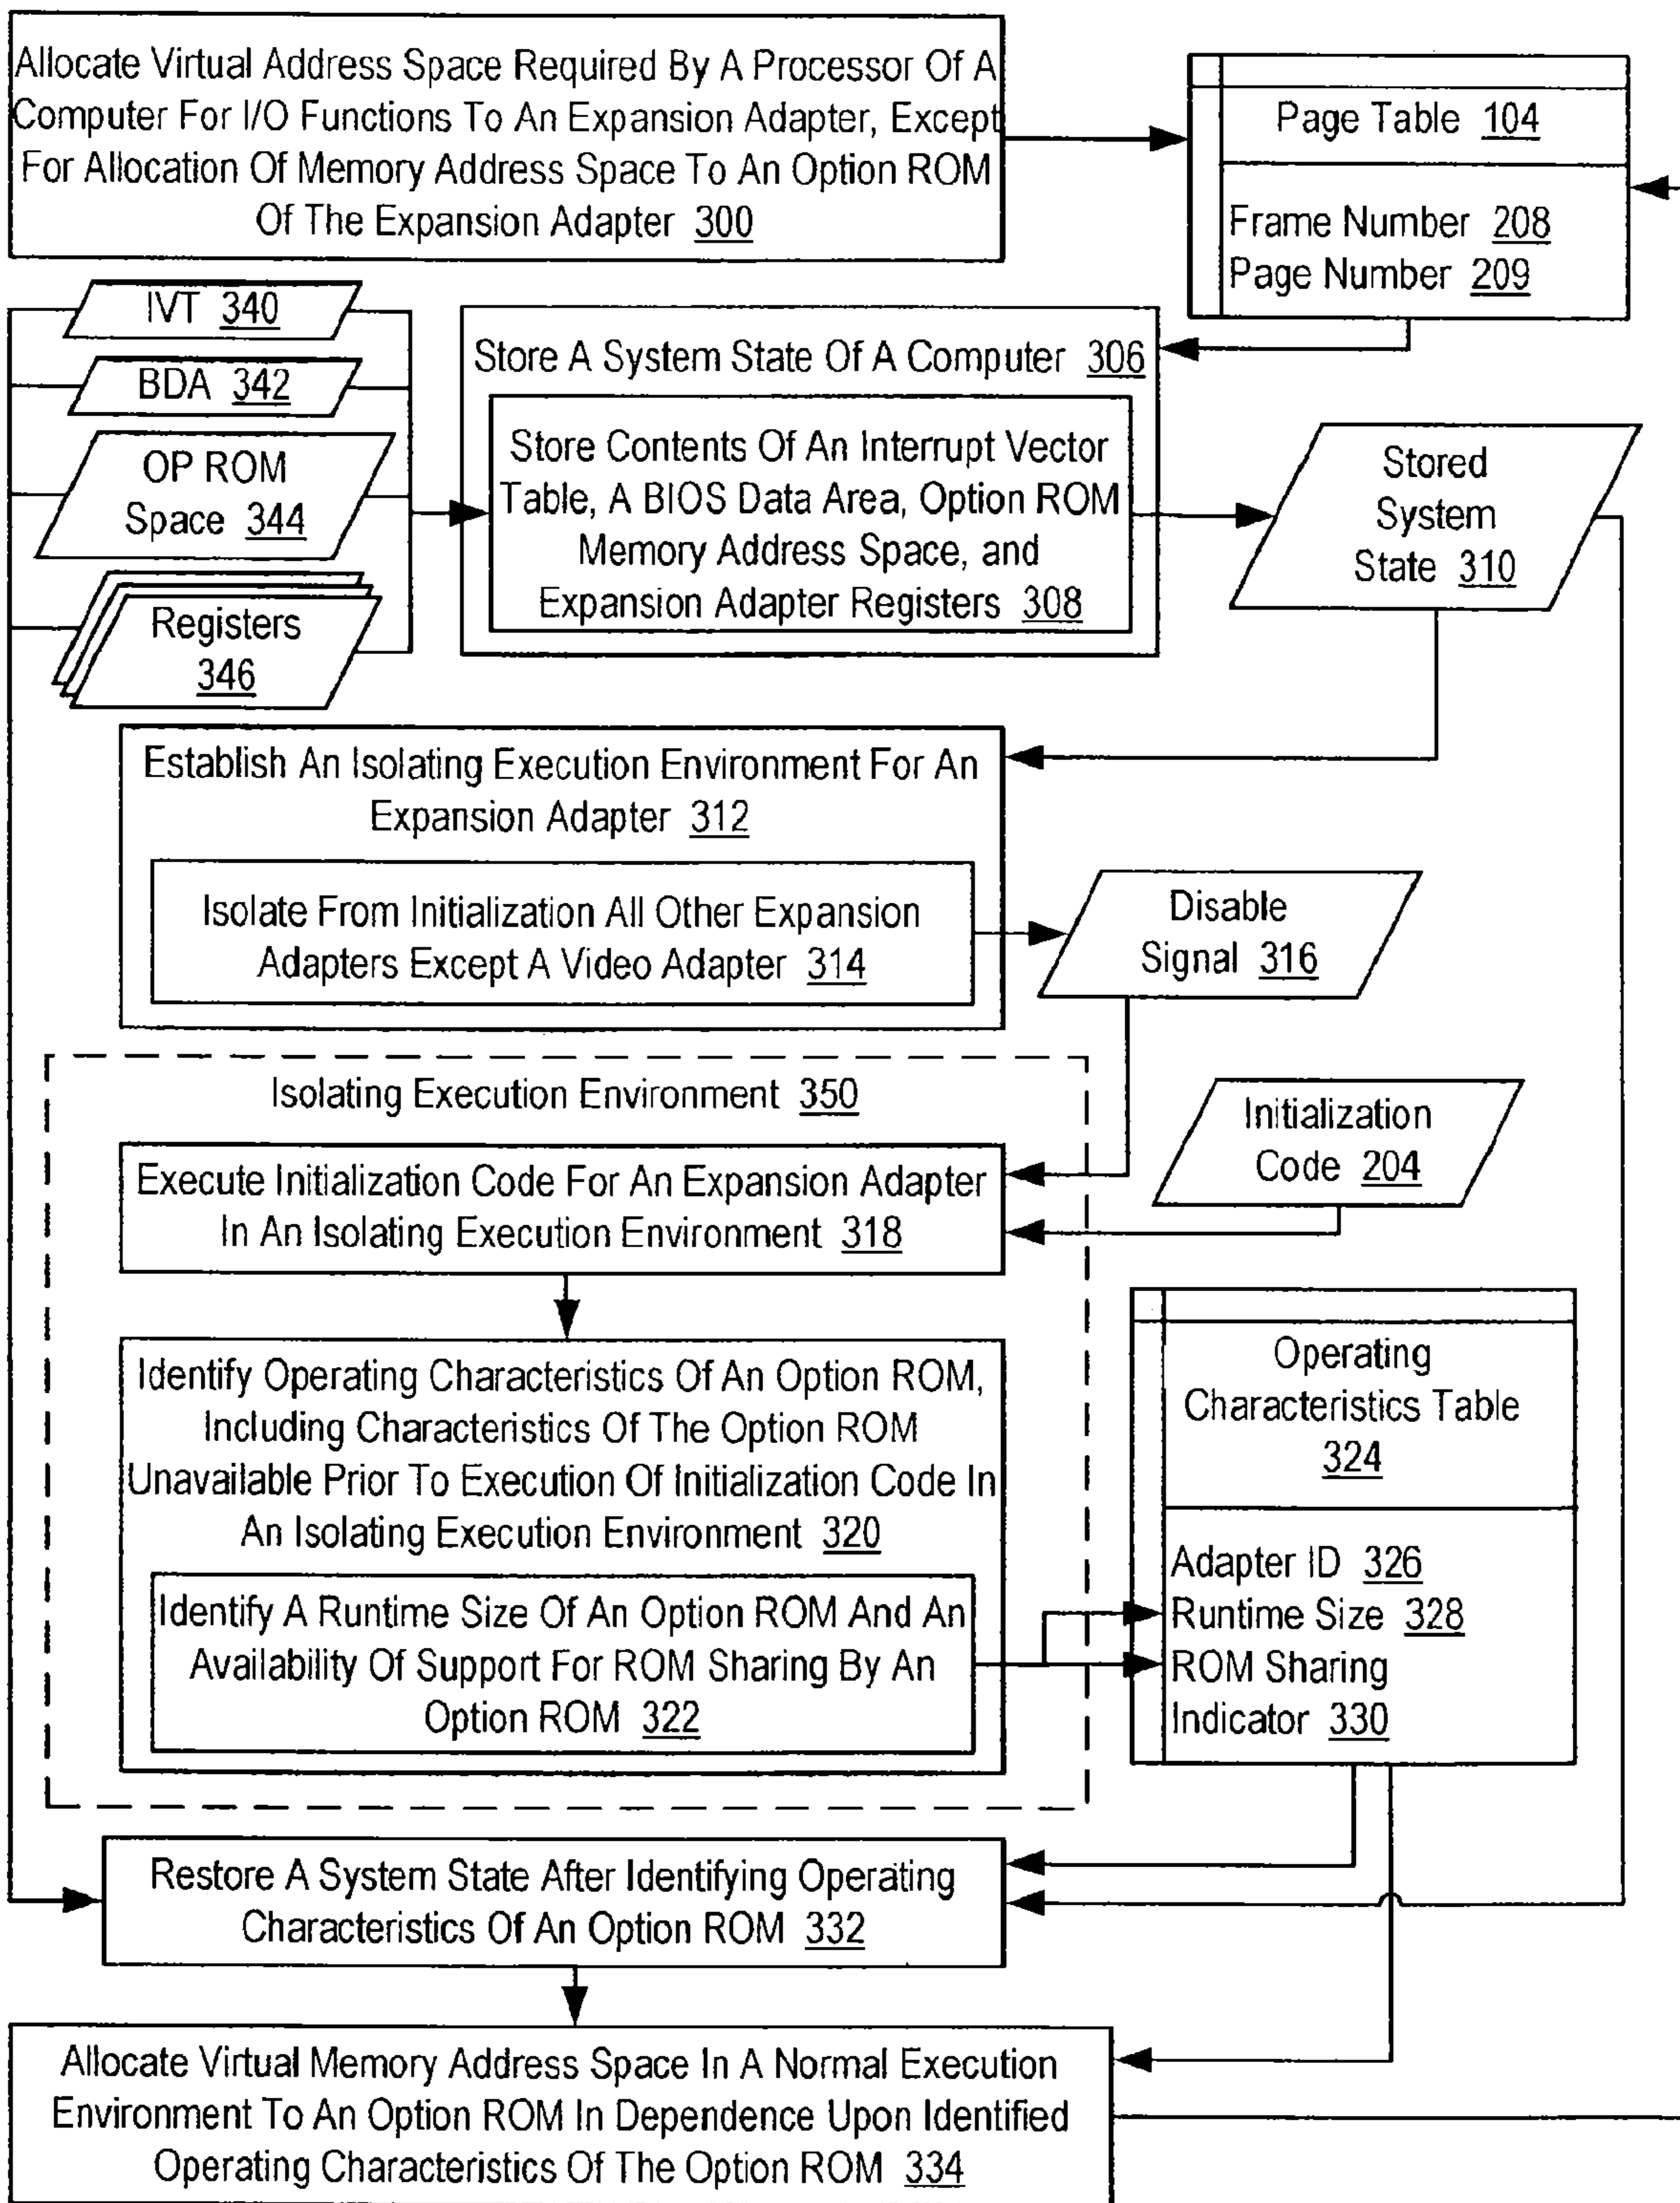 Allocate Virtual Address Space Required By A Processor Of A
Computer For I/O Functions To An Expansion Adapter, Except
For Allocation Of Memory Address Space To An Option ROM
Of The Expansion Adapter 300
Page Table 104
Frame Number 208
Page Number 209
IVT 340
BDA 342
OP ROM
Space 344
Registers
346
Store A System State Of A Computer 306
Store Contents Of An Interrupt Vector
Table, A BIOS Data Area, Option ROM
Memory Address Space, and
Expansion Adapter Registers 308
Stored
System
State 310
Establish An Isolating Execution Environment For An
Expansion Adapter 312
Isolate From Initialization All Other Expansion
Adapters Except A Video Adapter 314
Disable
Signal 316
Isolating Execution Environment 350
Initialization
Code 204
Execute Initialization Code For An Expansion Adapter
In An Isolating Execution Environment 318
Identify Operating Characteristics Of An Option ROM,
Including Characteristics Of The Option ROM
Unavailable Prior To Execution Of Initialization Code In
An Isolating Execution Environment 320
Identify A Runtime Size Of An Option ROM And An
Availability Of Support For ROM Sharing By An
Option ROM 322
Operating
Characteristics Table
324
Adapter ID 326
Runtime Size 328
ROM Sharing
Indicator 330
Restore A System State After Identifying Operating
Characteristics Of An Option ROM 332
Allocate Virtual Memory Address Space In A Normal Execution
Environment To An Option ROM In Dependence Upon Identified
Operating Characteristics Of The Option ROM 334